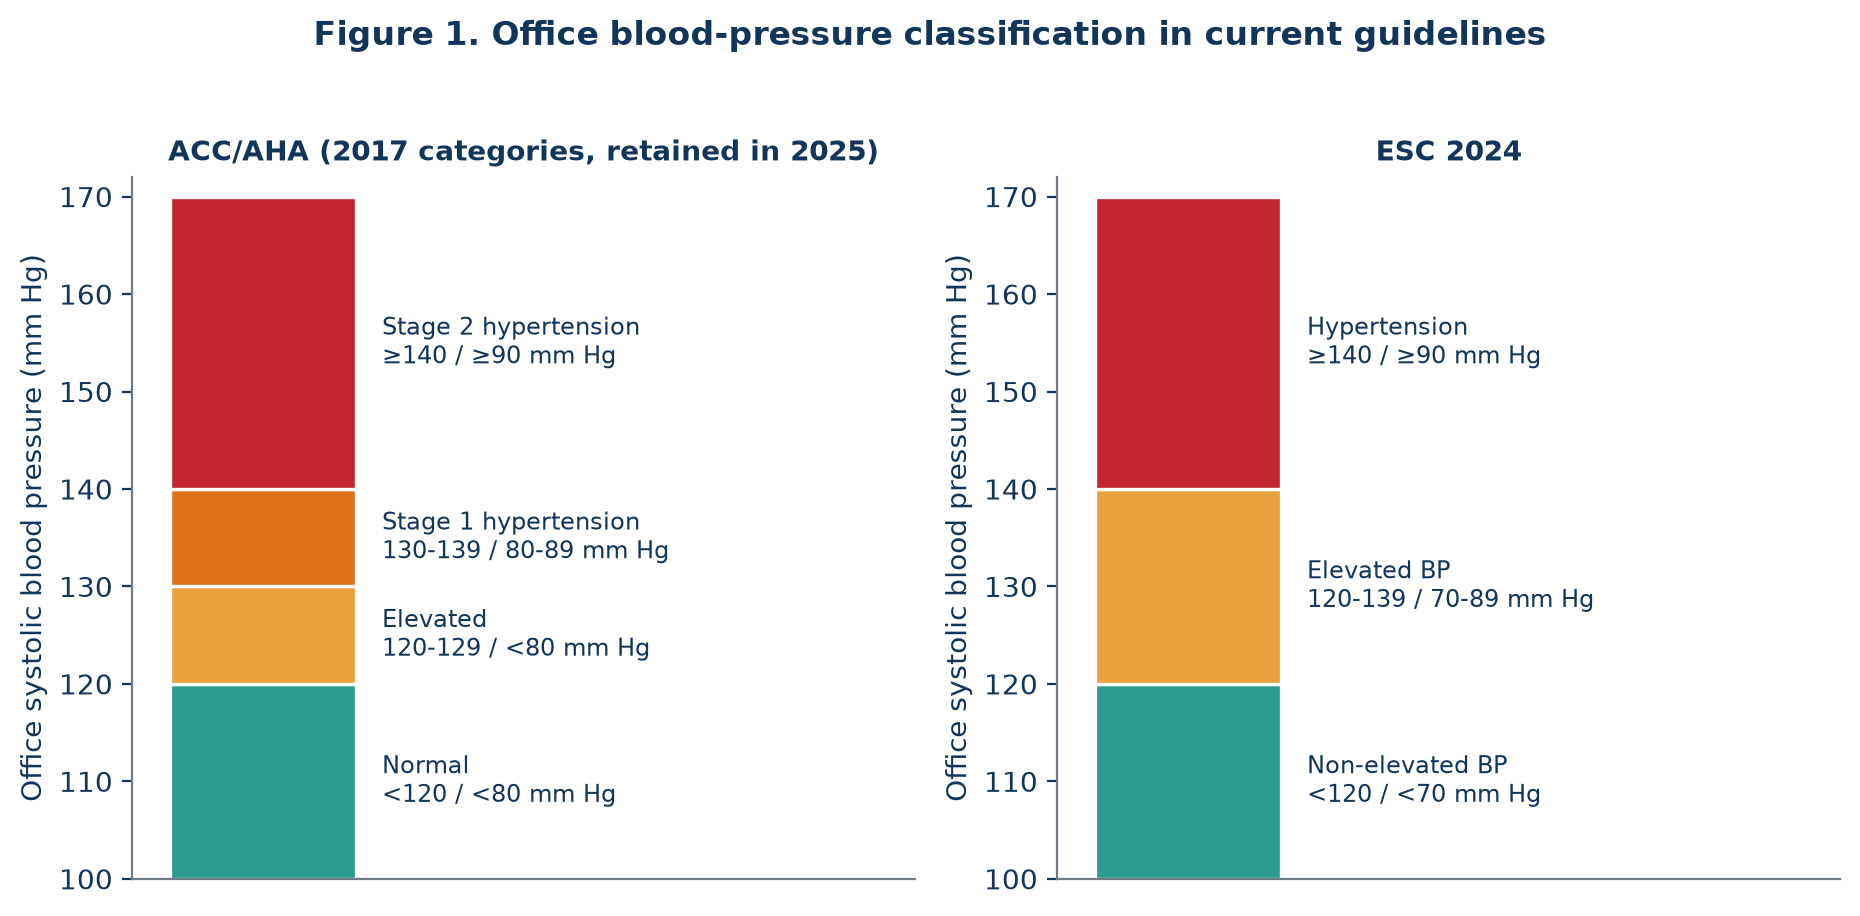 Figure 1. Office blood-pressure classification in current guidelines
ACC/AHA (2017 categories, retained in 2025)
Office systolic blood pressure (mm Hg)
170
160
150
140
130
120
110
100
Stage 2 hypertension
≥140 / ≥90 mm Hg
Stage 1 hypertension
130-139 / 80-89 mm Hg
Elevated
120-129 / <80 mm Hg
Normal
<120 / <80 mm Hg
ESC 2024
Office systolic blood pressure (mm Hg)
170
160
150
140
130
120
110
100
Hypertension
≥140 / ≥90 mm Hg
Elevated BP
120-139 / 70-89 mm Hg
Non-elevated BP
<120 / <70 mm Hg